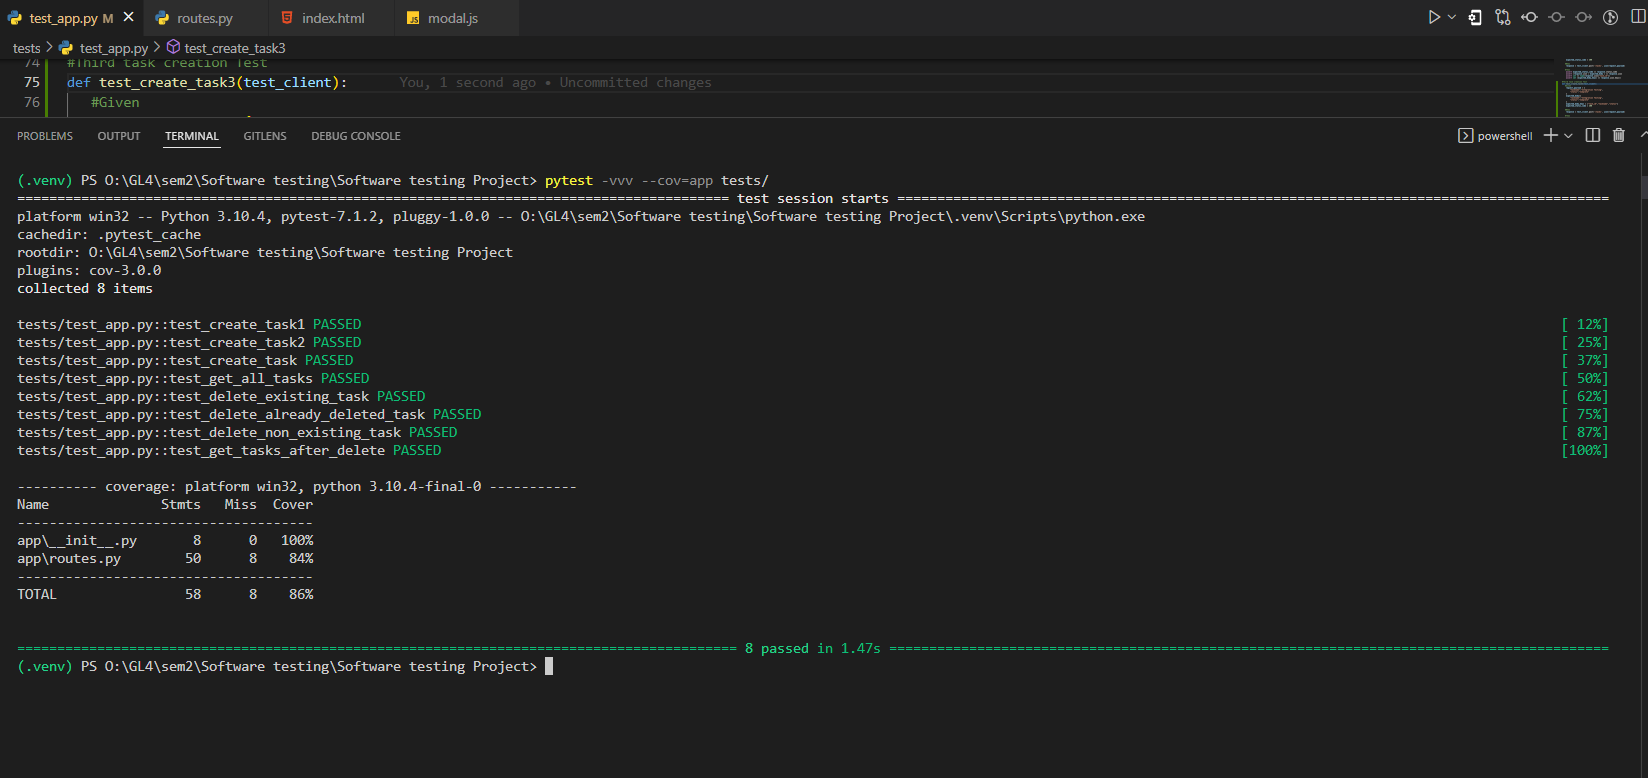 test_app.py M
routes.py
index.html
JS modal.js
tests > test_app.py > test_create_task3
74 #Third task creation Test
75 def test_create_task3(test_client): You, 1 second ago • Uncommitted changes
76 #Given
PROBLEMS OUTPUT TERMINAL GITLENS DEBUG CONSOLE
powershell
(.venv) PS O:\GL4\sem2\Software testing\Software testing Project> pytest -vvv --cov=app tests/
========================================= test session starts =========================================
platform win32 -- Python 3.10.4, pytest-7.1.2, pluggy-1.0.0 -- O:\GL4\sem2\Software testing\Software testing Project\.venv\Scripts\python.exe
cachedir: .pytest_cache
rootdir: O:\GL4\sem2\Software testing\Software testing Project
plugins: cov-3.0.0
collected 8 items
tests/test_app.py::test_create_task1 PASSED [ 12%]
tests/test_app.py::test_create_task2 PASSED [ 25%]
tests/test_app.py::test_create_task PASSED [ 37%]
tests/test_app.py::test_get_all_tasks PASSED [ 50%]
tests/test_app.py::test_delete_existing_task PASSED [ 62%]
tests/test_app.py::test_delete_already_deleted_task PASSED [ 75%]
tests/test_app.py::test_delete_non_existing_task PASSED [ 87%]
tests/test_app.py::test_get_tasks_after_delete PASSED [100%]
---------- coverage: platform win32, python 3.10.4-final-0 -----------
Name Stmts Miss Cover
-------------------------------------
app\__init__.py 8 0 100%
app\routes.py 50 8 84%
-------------------------------------
TOTAL 58 8 86%
========================================= 8 passed in 1.47s =========================================
(.venv) PS O:\GL4\sem2\Software testing\Software testing Project>